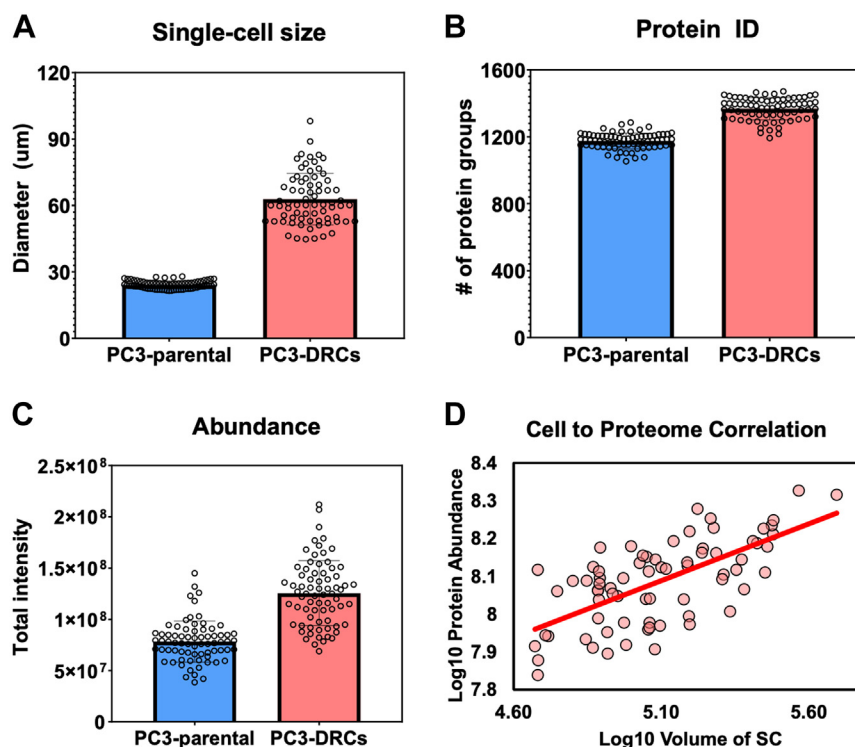 A
Single-cell size
120
90
60
30
0
Diameter (um)
PC3-parental
PC3-DRCs
B
Protein ID
1600
1200
800
400
0
# of protein groups
PC3-parental
PC3-DRCs
C
Abundance
2.5×10⁸
2×10⁸
1.5×10⁸
1×10⁸
5×10⁷
0
Total intensity
PC3-parental
PC3-DRCs
D
Cell to Proteome Correlation
8.4
8.3
8.2
8.1
8
7.9
7.8
Log10 Protein Abundance
4.60
5.10
5.60
Log10 Volume of SC